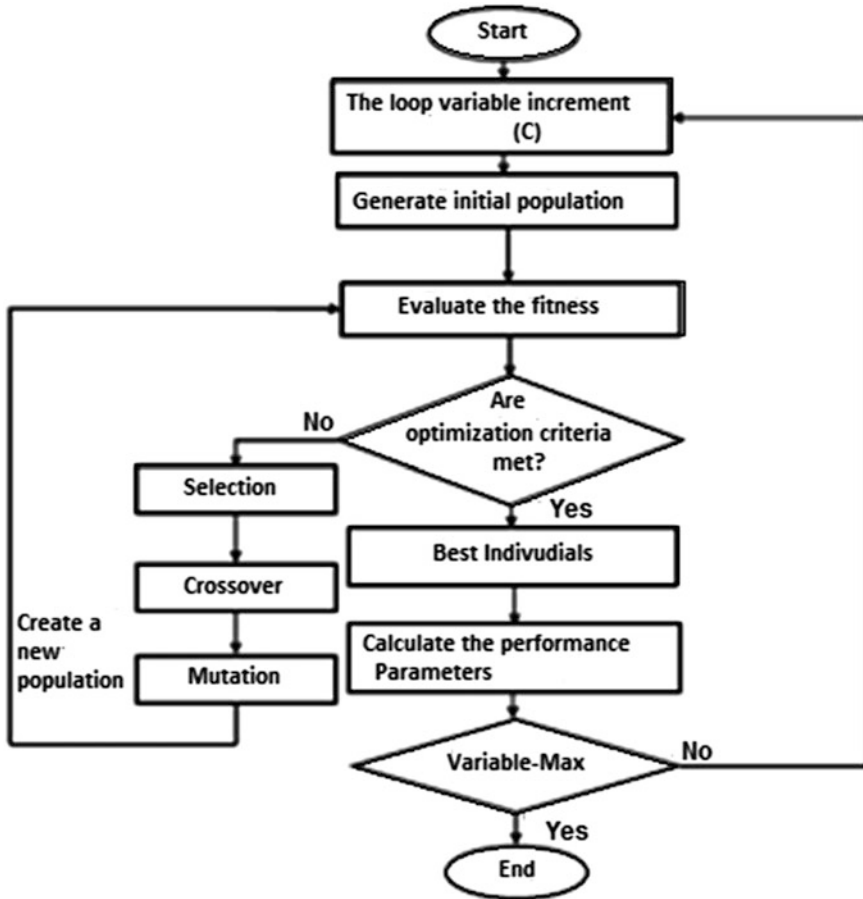 Start
The loop variable increment
(C)
Generate initial population
Evaluate the fitness
Are
optimization criteria
met?
No
Yes
Selection
Crossover
Mutation
Create a
new
population
Best Indivudials
Calculate the performance
Parameters
Variable-Max
No
Yes
End